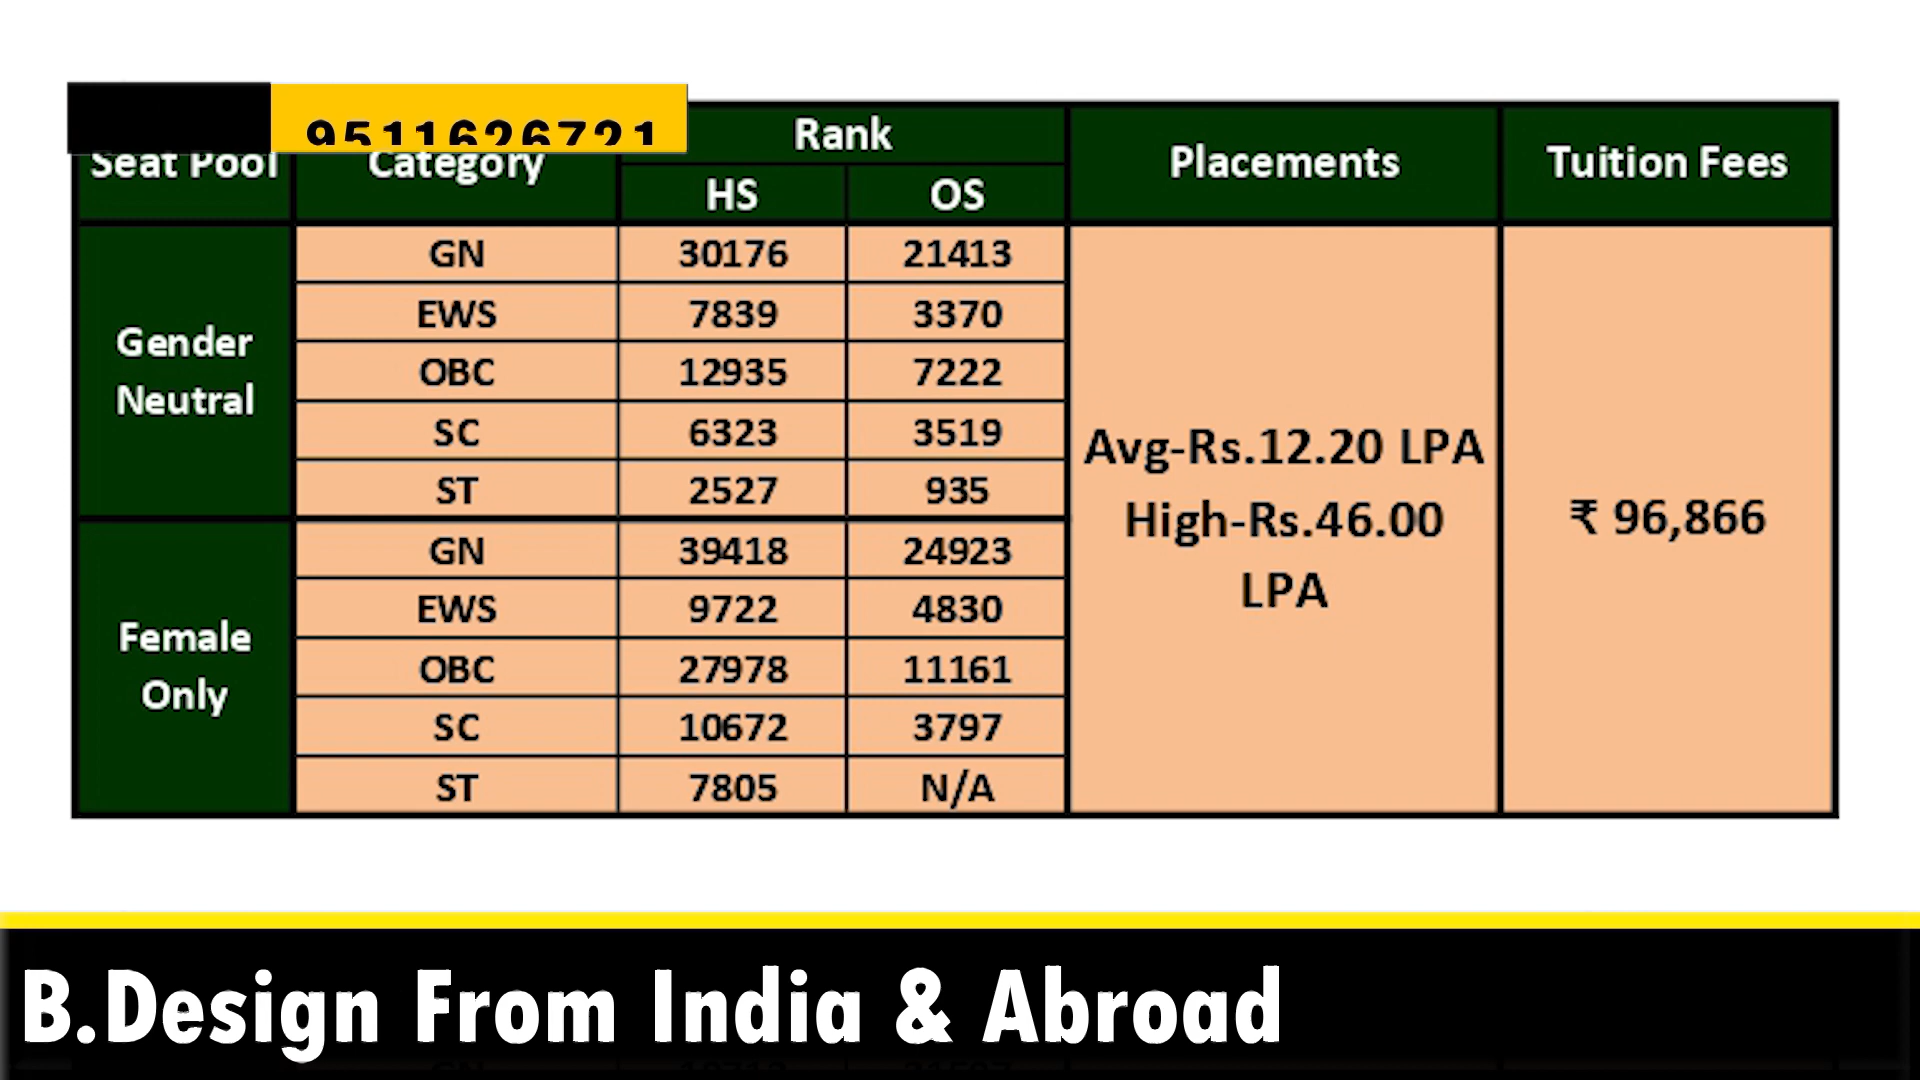 9511626721
Seat Pool Category Rank Placements Tuition Fees
HS OS
Gender
Neutral
GN 30176 21413
EWS 7839 3370
OBC 12935 7222
SC 6323 3519
ST 2527 935
Female
Only
GN 39418 24923
EWS 9722 4830
OBC 27978 11161
SC 10672 3797
ST 7805 N/A
Avg-Rs.12.20 LPA
High-Rs.46.00
LPA
₹ 96,866
B.Design From India & Abroad